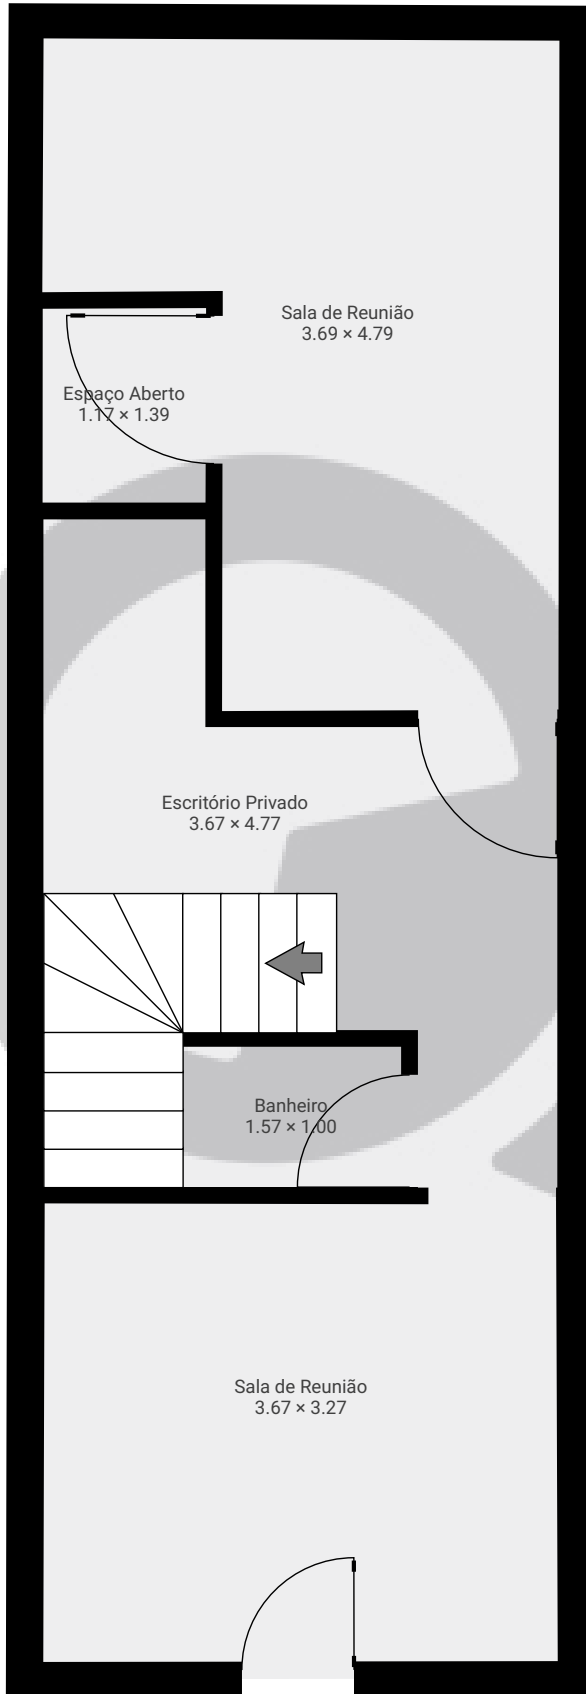 Sala de Reunião
3.69 × 4.79
Espaço Aberto
1.17 × 1.39
Escritório Privado
3.67 × 4.77
Banheiro
1.57 × 1.00
Sala de Reunião
3.67 × 3.27